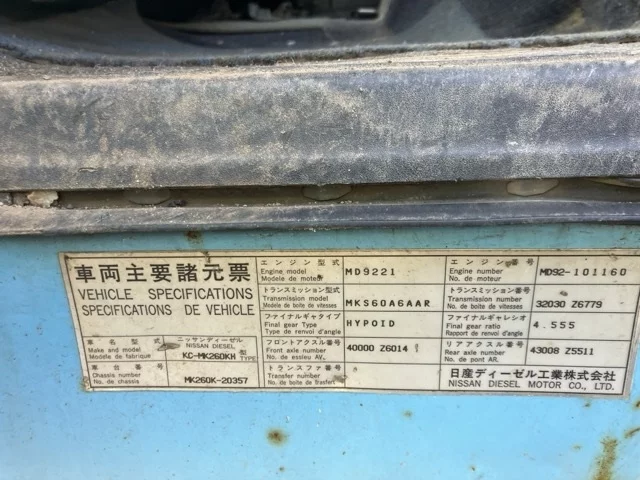 車両主要諸元票
VEHICLE SPECIFICATIONS
SPECIFICATIONS DE VEHICLE
車名及び型式
Make and model
Modèle de fabrique
ニッサンディーゼル
NISSAN DIESEL
KC-MK260KH 型
TYPE
車台番号
Chassis number
No. de chassis
MK260K-20357
エンジン型式
Engine model
Modele de moteur
MD9221
エンジン番号
Engine number
No. de moteur
MD92-101160
トランスミッション型式
Transmission model
Modele de boite de vitesses
MKS60A6AAR
トランスミッション番号
Transmission number
No. de boite de vitesses
32030 Z6779
ファイナルギヤタイプ
Final gear Type
Type de renvoi d'angle
HYPOID
ファイナルギャレシオ
Final gear ratio
Rapport de renvoi d'angle
4.555
フロントアクスル番号
Front axle number
No. de essieu AV.
40000 Z6014
リアアクスル番号
Rear axle number
No. de pont AR.
43008 Z5511
トランスファ番号
Transfer number
No. de boite de trasfert
日産ディーゼル工業株式会社
NISSAN DIESEL MOTOR CO., LTD.